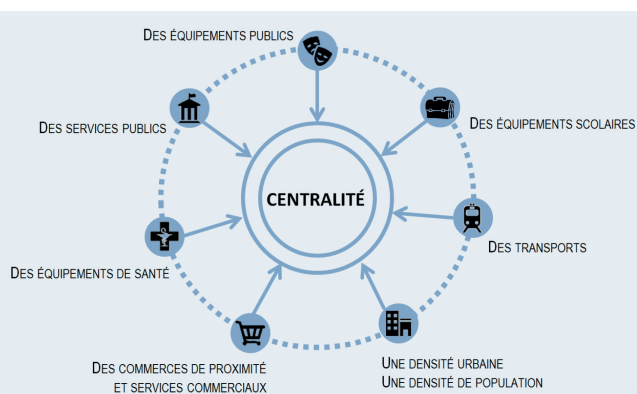 DES ÉQUIPEMENTS PUBLICS
DES SERVICES PUBLICS
DES ÉQUIPEMENTS SCOLAIRES
CENTRALITÉ
DES TRANSPORTS
DES ÉQUIPEMENTS DE SANTÉ
DES COMMERCES DE PROXIMITÉ
ET SERVICES COMMERCIAUX
UNE DENSITÉ URBAINE
UNE DENSITÉ DE POPULATION